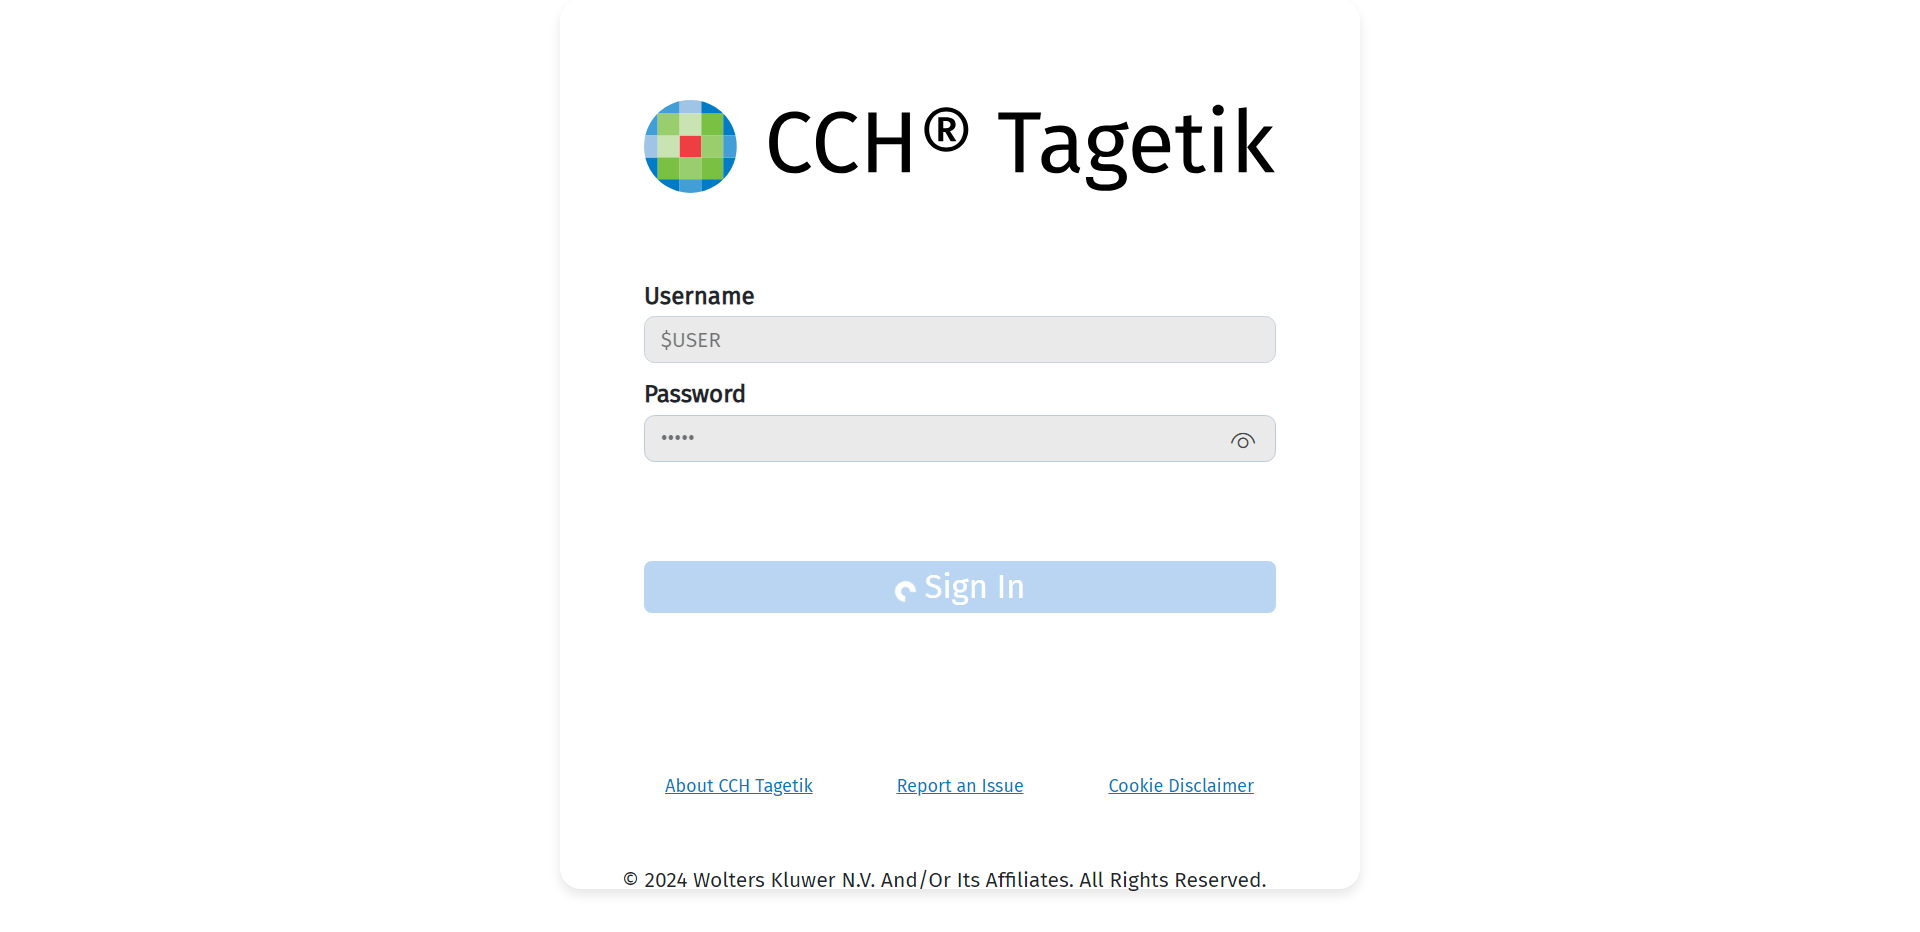 CCH® Tagetik
Username
$USER
Password
•••••
Sign In
About CCH Tagetik
Report an Issue
Cookie Disclaimer
© 2024 Wolters Kluwer N.V. And/Or Its Affiliates. All Rights Reserved.